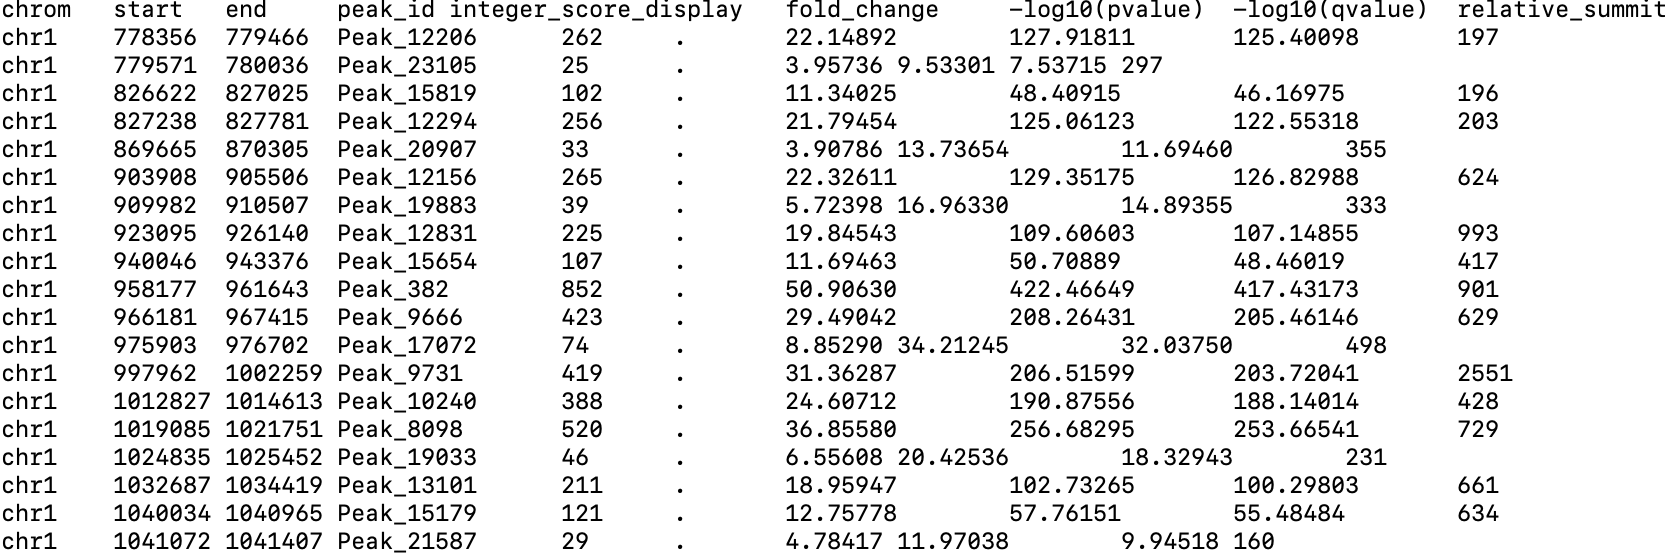 chrom start end peak_id integer_score_display fold_change -log10(pvalue) -log10(qvalue) relative_summit
chr1 778356 779466 Peak_12206 262 . 22.14892 127.91811 125.40098 197
chr1 779571 780036 Peak_23105 25 . 3.95736 9.53301 7.53715 297
chr1 826622 827025 Peak_15819 102 . 11.34025 48.40915 46.16975 196
chr1 827238 827781 Peak_12294 256 . 21.79454 125.06123 122.55318 203
chr1 869665 870305 Peak_20907 33 . 3.90786 13.73654 11.69460 355
chr1 903908 905506 Peak_12156 265 . 22.32611 129.35175 126.82988 624
chr1 909982 910507 Peak_19883 39 . 5.72398 16.96330 14.89355 333
chr1 923095 926140 Peak_12831 225 . 19.84543 109.60603 107.14855 993
chr1 940046 943376 Peak_15654 107 . 11.69463 50.70889 48.46019 417
chr1 958177 961643 Peak_382 852 . 50.90630 422.46649 417.43173 901
chr1 966181 967415 Peak_9666 423 . 29.49042 208.26431 205.46146 629
chr1 975903 976702 Peak_17072 74 . 8.85290 34.21245 32.03750 498
chr1 997962 1002259 Peak_9731 419 . 31.36287 206.51599 203.72041 2551
chr1 1012827 1014613 Peak_10240 388 . 24.60712 190.87556 188.14014 428
chr1 1019085 1021751 Peak_8098 520 . 36.85580 256.68295 253.66541 729
chr1 1024835 1025452 Peak_19033 46 . 6.55608 20.42536 18.32943 231
chr1 1032687 1034419 Peak_13101 211 . 18.95947 102.73265 100.29803 661
chr1 1040034 1040965 Peak_15179 121 . 12.75778 57.76151 55.48484 634
chr1 1041072 1041407 Peak_21587 29 . 4.78417 11.97038 9.94518 160